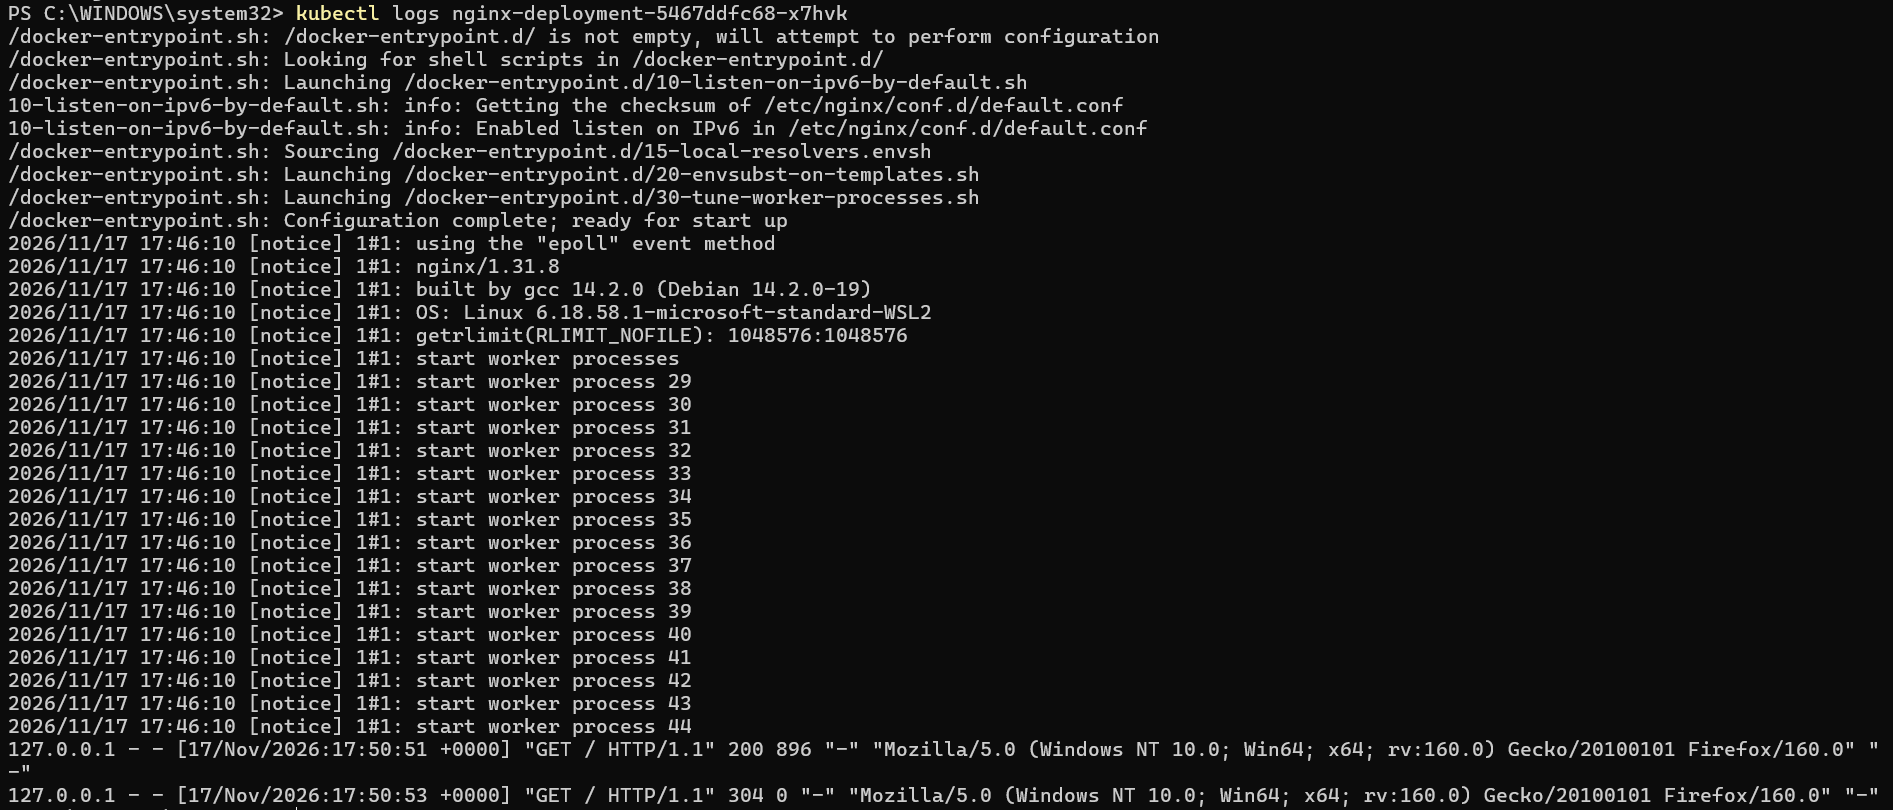 PS C:\WINDOWS\system32> kubectl logs nginx-deployment-5467ddfc68-x7hvk
/docker-entrypoint.sh: /docker-entrypoint.d/ is not empty, will attempt to perform configuration
/docker-entrypoint.sh: Looking for shell scripts in /docker-entrypoint.d/
/docker-entrypoint.sh: Launching /docker-entrypoint.d/10-listen-on-ipv6-by-default.sh
10-listen-on-ipv6-by-default.sh: info: Getting the checksum of /etc/nginx/conf.d/default.conf
10-listen-on-ipv6-by-default.sh: info: Enabled listen on IPv6 in /etc/nginx/conf.d/default.conf
/docker-entrypoint.sh: Sourcing /docker-entrypoint.d/15-local-resolvers.envsh
/docker-entrypoint.sh: Launching /docker-entrypoint.d/20-envsubst-on-templates.sh
/docker-entrypoint.sh: Launching /docker-entrypoint.d/30-tune-worker-processes.sh
/docker-entrypoint.sh: Configuration complete; ready for start up
2026/11/17 17:46:10 [notice] 1#1: using the "epoll" event method
2026/11/17 17:46:10 [notice] 1#1: nginx/1.31.8
2026/11/17 17:46:10 [notice] 1#1: built by gcc 14.2.0 (Debian 14.2.0-19)
2026/11/17 17:46:10 [notice] 1#1: OS: Linux 6.18.58.1-microsoft-standard-WSL2
2026/11/17 17:46:10 [notice] 1#1: getrlimit(RLIMIT_NOFILE): 1048576:1048576
2026/11/17 17:46:10 [notice] 1#1: start worker processes
2026/11/17 17:46:10 [notice] 1#1: start worker process 29
2026/11/17 17:46:10 [notice] 1#1: start worker process 30
2026/11/17 17:46:10 [notice] 1#1: start worker process 31
2026/11/17 17:46:10 [notice] 1#1: start worker process 32
2026/11/17 17:46:10 [notice] 1#1: start worker process 33
2026/11/17 17:46:10 [notice] 1#1: start worker process 34
2026/11/17 17:46:10 [notice] 1#1: start worker process 35
2026/11/17 17:46:10 [notice] 1#1: start worker process 36
2026/11/17 17:46:10 [notice] 1#1: start worker process 37
2026/11/17 17:46:10 [notice] 1#1: start worker process 38
2026/11/17 17:46:10 [notice] 1#1: start worker process 39
2026/11/17 17:46:10 [notice] 1#1: start worker process 40
2026/11/17 17:46:10 [notice] 1#1: start worker process 41
2026/11/17 17:46:10 [notice] 1#1: start worker process 42
2026/11/17 17:46:10 [notice] 1#1: start worker process 43
2026/11/17 17:46:10 [notice] 1#1: start worker process 44
127.0.0.1 - - [17/Nov/2026:17:50:51 +0000] "GET / HTTP/1.1" 200 896 "-" "Mozilla/5.0 (Windows NT 10.0; Win64; x64; rv:160.0) Gecko/20100101 Firefox/160.0" "
-"
127.0.0.1 - - [17/Nov/2026:17:50:53 +0000] "GET / HTTP/1.1" 304 0 "-" "Mozilla/5.0 (Windows NT 10.0; Win64; x64; rv:160.0) Gecko/20100101 Firefox/160.0" "-"